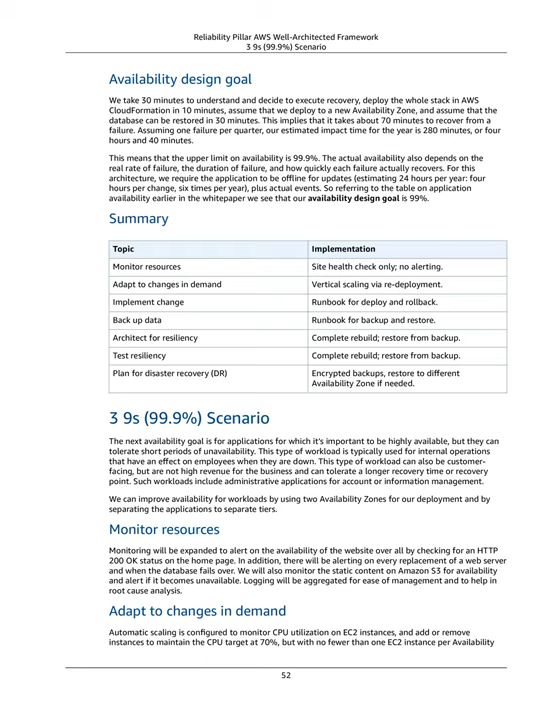 Reliability Pillar AWS Well-Architected Framework
3 9s (99.9%) Scenario
Availability design goal
We take 30 minutes to understand and decide to execute recovery, deploy the whole stack in AWS
CloudFormation in 10 minutes, assume that we deploy to a new Availability Zone, and assume that the
database can be restored in 30 minutes. This implies that it takes about 70 minutes to recover from a
failure. Assuming one failure per quarter, our estimated impact time for the year is 280 minutes, or four
hours and 40 minutes.
This means that the upper limit on availability is 99.9%. The actual availability also depends on the
real rate of failure, the duration of failure, and how quickly each failure actually recovers. For this
architecture, we require the application to be offline for updates (estimating 24 hours per year: four
hours per change, six times per year), plus actual events. So referring to the table on application
availability earlier in the whitepaper we see that our availability design goal is 99%.
Summary
Topic Implementation
Monitor resources Site health check only; no alerting.
Adapt to changes in demand Vertical scaling via re-deployment.
Implement change Runbook for deploy and rollback.
Back up data Runbook for backup and restore.
Architect for resiliency Complete rebuild; restore from backup.
Test resiliency Complete rebuild; restore from backup.
Plan for disaster recovery (DR) Encrypted backups, restore to different
Availability Zone if needed.
3 9s (99.9%) Scenario
The next availability goal is for applications for which it's important to be highly available, but they can
tolerate short periods of unavailability. This type of workload is typically used for internal operations
that have an effect on employees when they are down. This type of workload can also be customer-
facing, but are not high revenue for the business and can tolerate a longer recovery time or recovery
point. Such workloads include administrative applications for account or information management.
We can improve availability for workloads by using two Availability Zones for our deployment and by
separating the applications to separate tiers.
Monitor resources
Monitoring will be expanded to alert on the availability of the website over all by checking for an HTTP
200 OK status on the home page. In addition, there will be alerting on every replacement of a web server
and when the database fails over. We will also monitor the static content on Amazon S3 for availability
and alert if it becomes unavailable. Logging will be aggregated for ease of management and to help in
root cause analysis.
Adapt to changes in demand
Automatic scaling is configured to monitor CPU utilization on EC2 instances, and add or remove
instances to maintain the CPU target at 70%, but with no fewer than one EC2 instance per Availability
52